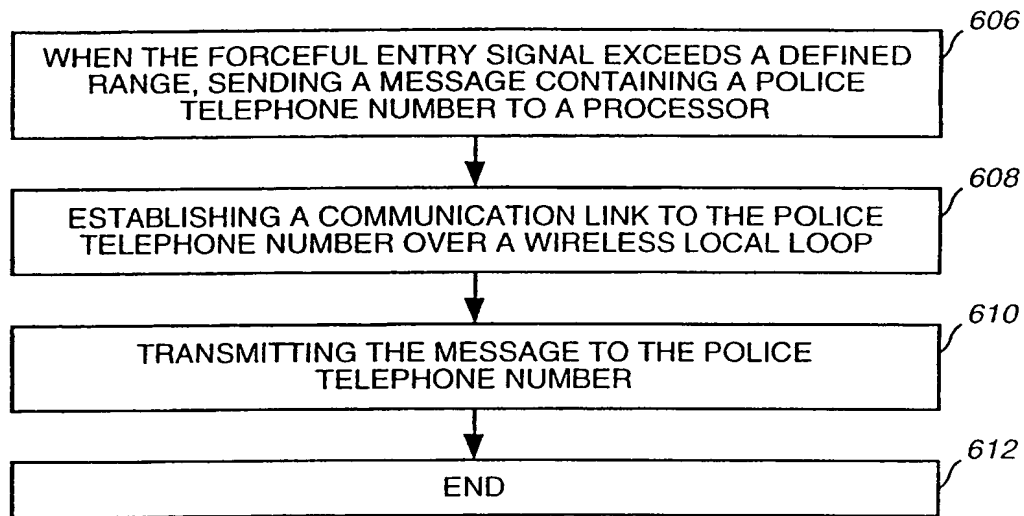 606
WHEN THE FORCEFUL ENTRY SIGNAL EXCEEDS A DEFINED
RANGE, SENDING A MESSAGE CONTAINING A POLICE
TELEPHONE NUMBER TO A PROCESSOR
608
ESTABLISHING A COMMUNICATION LINK TO THE POLICE
TELEPHONE NUMBER OVER A WIRELESS LOCAL LOOP
610
TRANSMITTING THE MESSAGE TO THE POLICE
TELEPHONE NUMBER
612
END